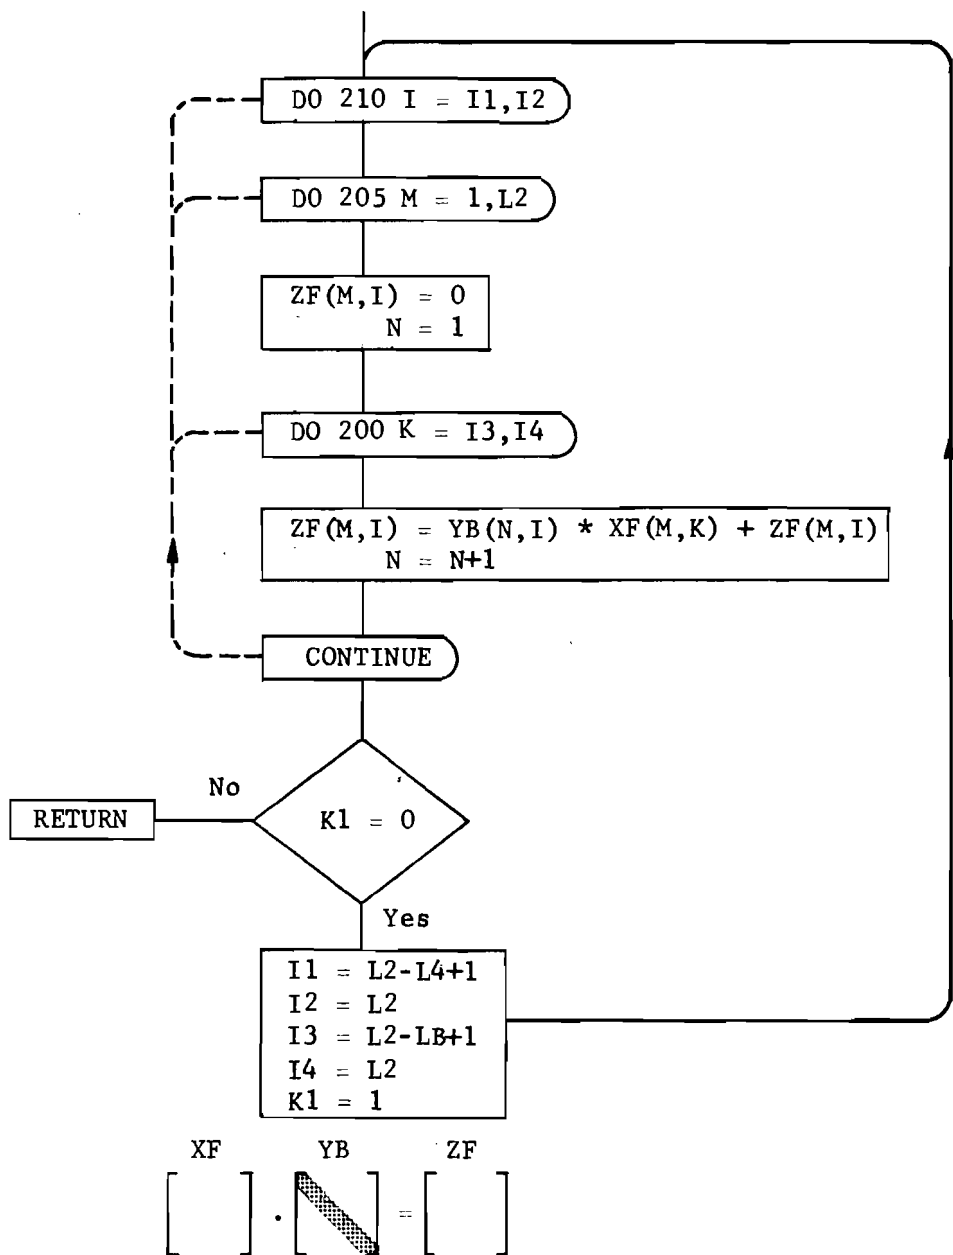 DO 210 I = I1,I2
DO 205 M = 1,L2
ZF(M,I) = 0
N = 1
DO 200 K = I3,I4
ZF(M,I) = YB(N,I) * XF(M,K) + ZF(M,I)
N = N+1
CONTINUE
No
RETURN
K1 = 0
Yes
I1 = L2-L4+1
I2 = L2
I3 = L2-LB+1
I4 = L2
K1 = 1
XF YB ZF
[ ] . [ ] = [ ]